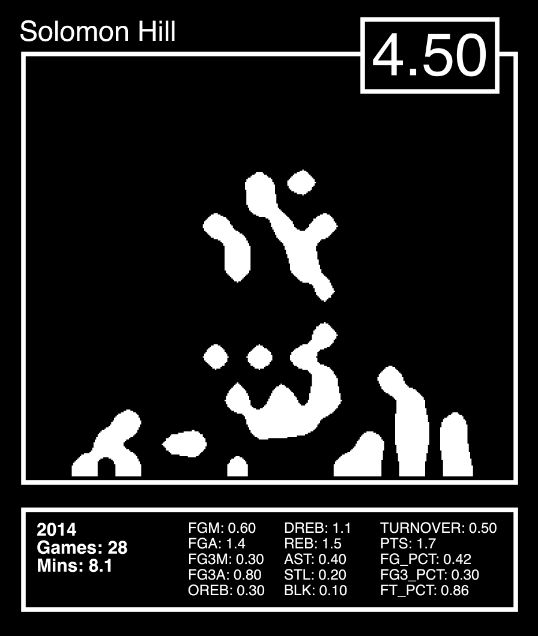 Solomon Hill
4.50
2014
Games: 28
Mins: 8.1
FGM: 0.60
FGA: 1.4
FG3M: 0.30
FG3A: 0.80
OREB: 0.30
DREB: 1.1
REB: 1.5
AST: 0.40
STL: 0.20
BLK: 0.10
TURNOVER: 0.50
PTS: 1.7
FG_PCT: 0.42
FG3_PCT: 0.30
FT_PCT: 0.86